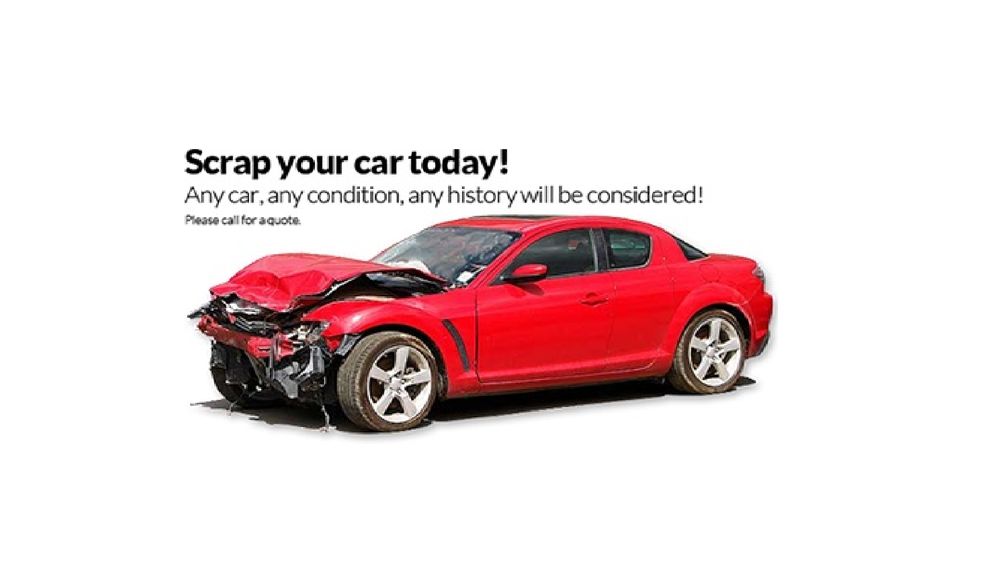 Scrap your car today!
Any car, any condition, any history will be considered!
Please call for a quote.